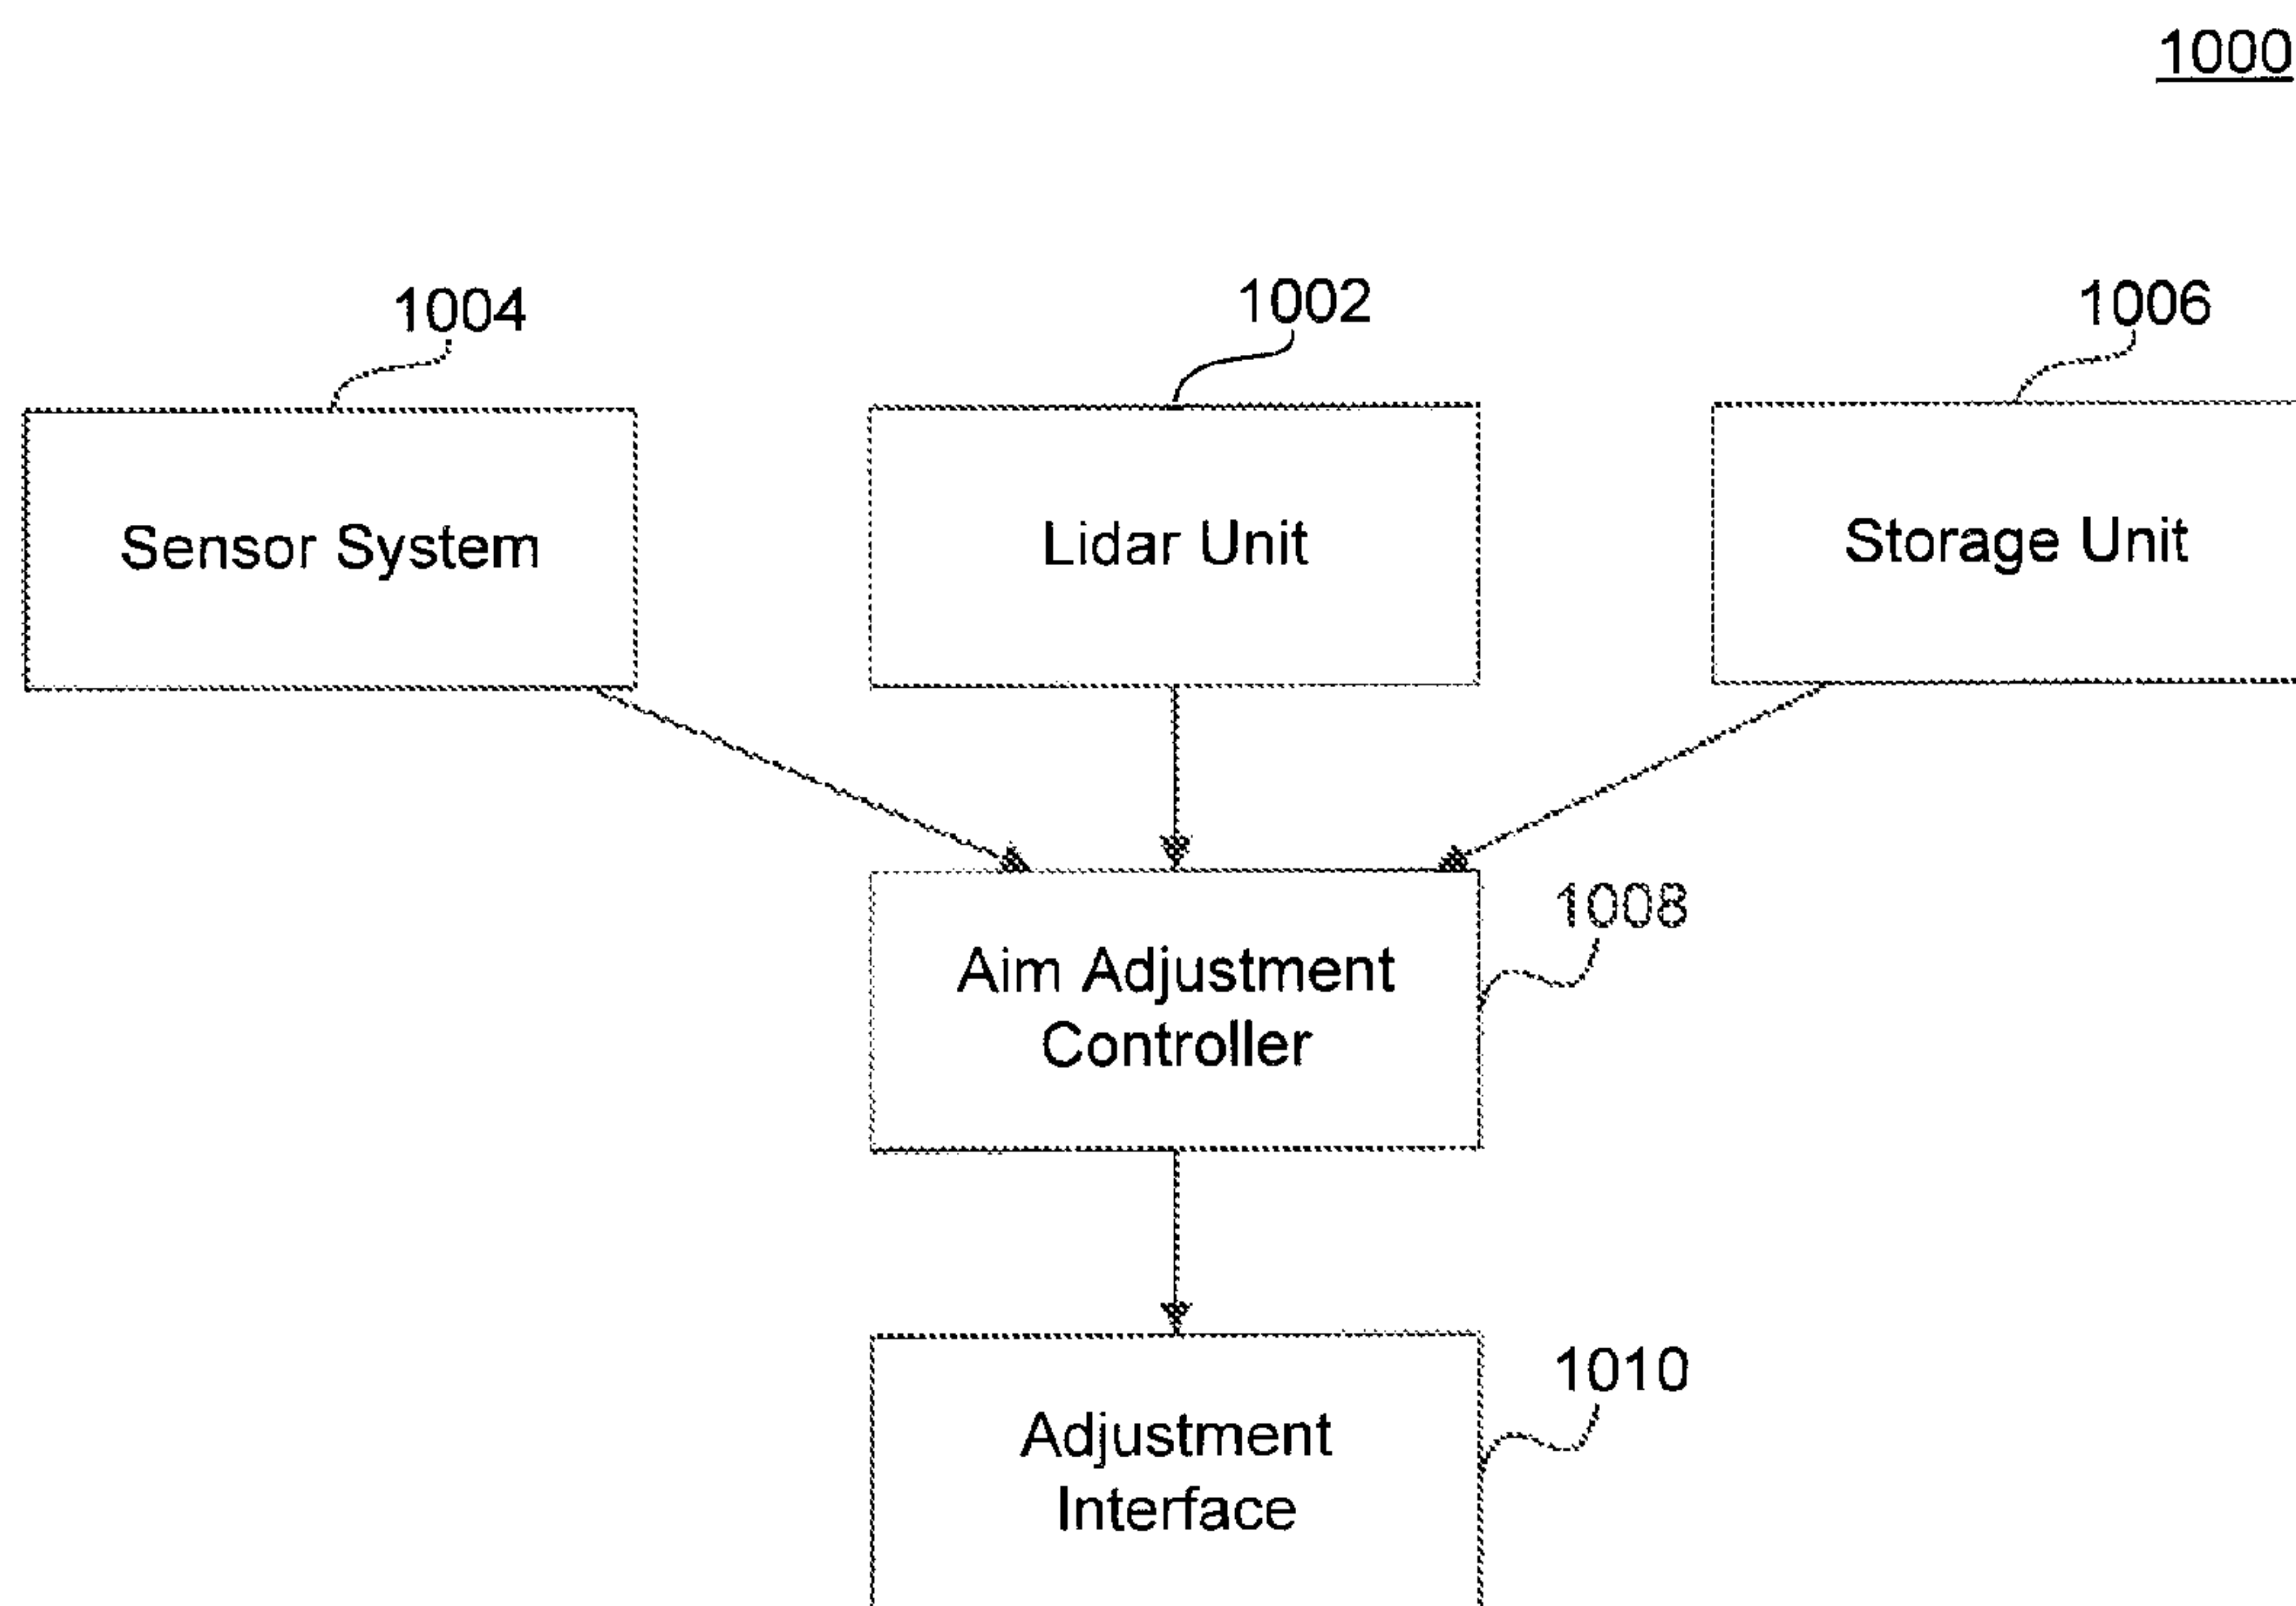 1000
1004
1002
1006
Sensor System
Lidar Unit
Storage Unit
1008
Aim Adjustment
Controller
1010
Adjustment
Interface